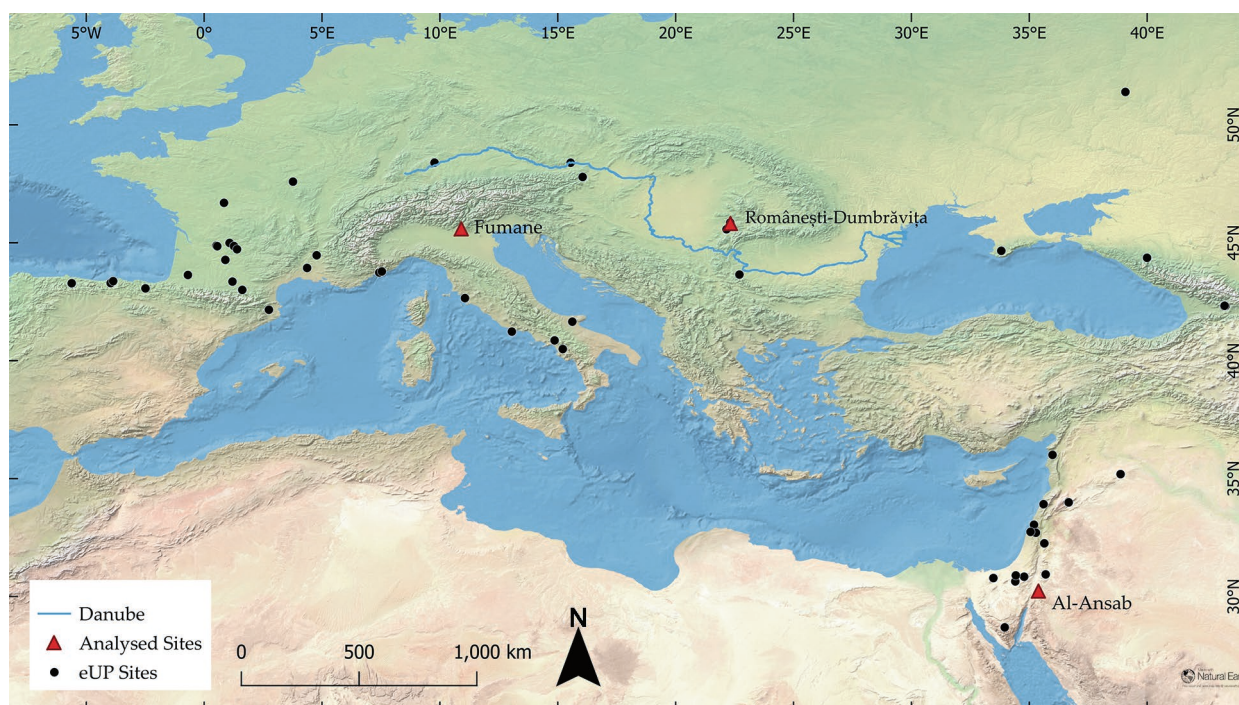 5°W 0° 5°E 10°E 15°E 20°E 25°E 30°E 35°E 40°E
50°N
Românești-Dumbrăvița
Fumane
45°N
40°N
35°N
30°N
Al-Ansab
Danube
Analysed Sites
eUP Sites
0 500 1,000 km
N
Natural Ear